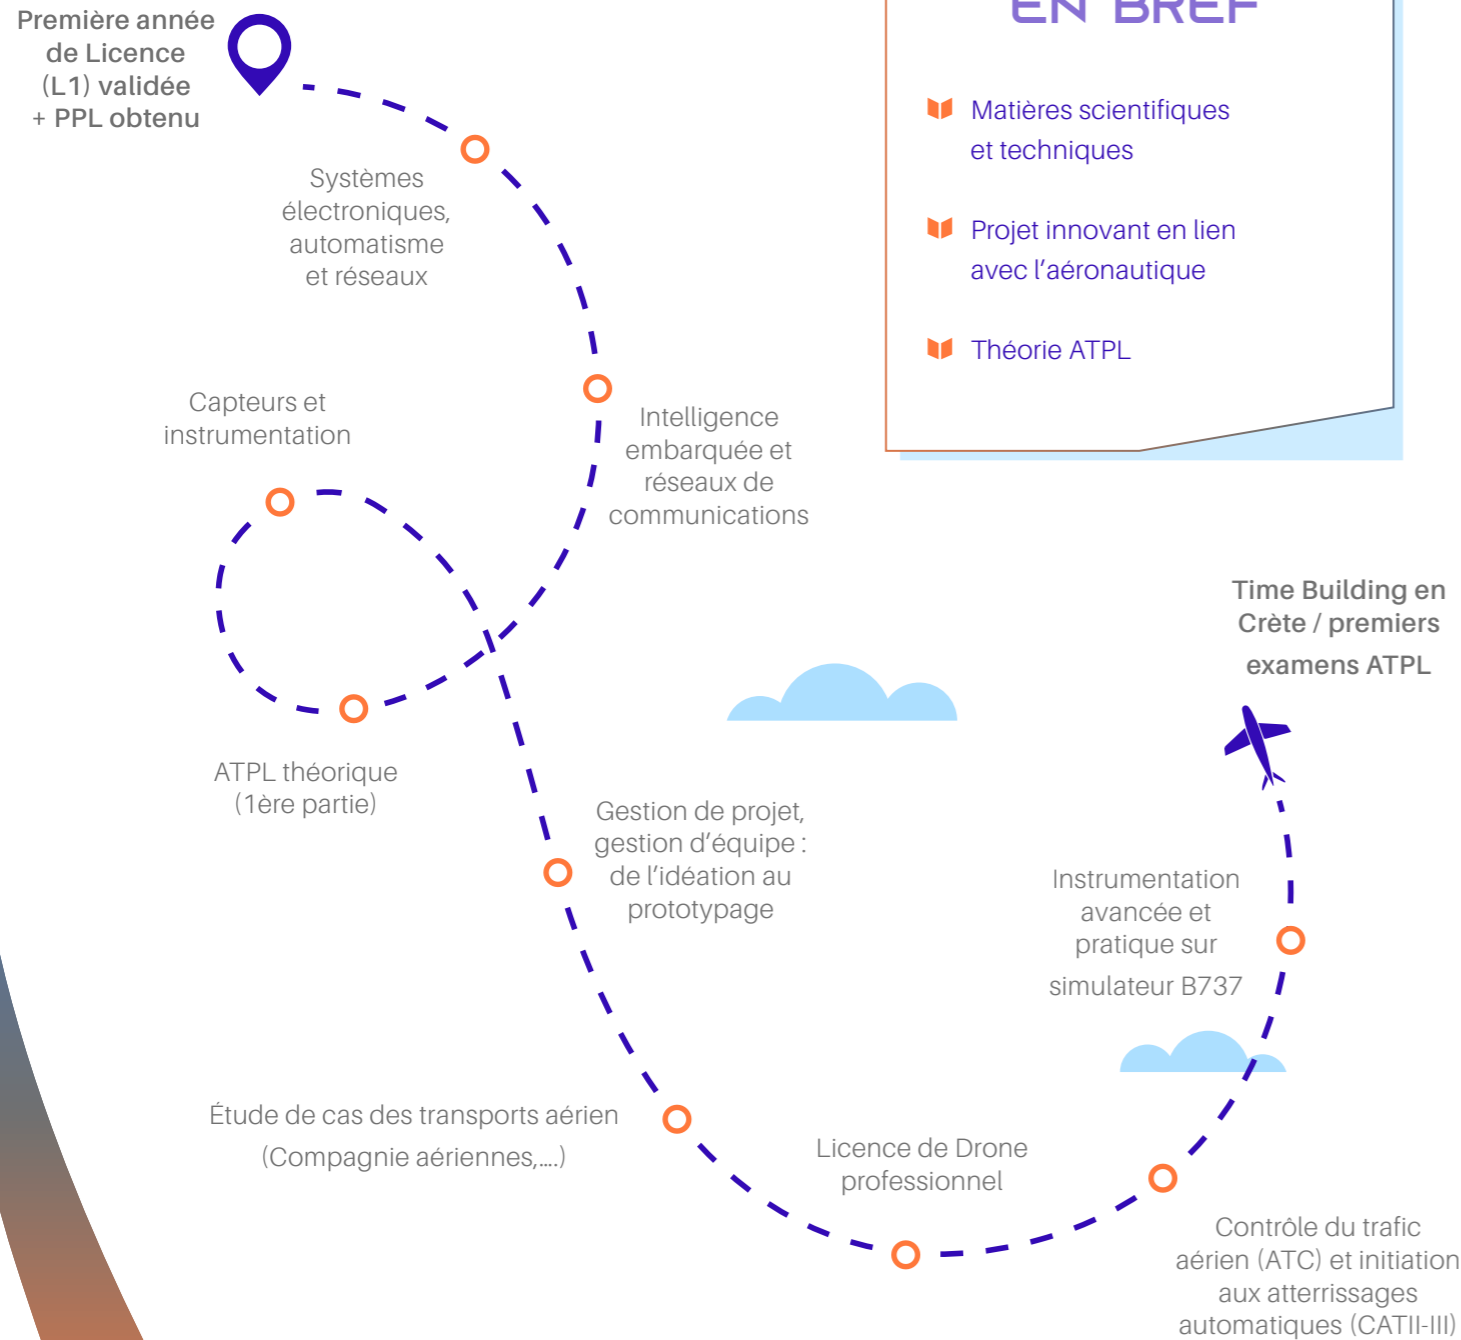 Première année
de Licence
(L1) validée
+ PPL obtenu
EN BREF
Matières scientifiques
et techniques
Projet innovant en lien
avec l'aéronautique
Théorie ATPL
Systèmes
électroniques,
automatisme
et réseaux
Intelligence
embarquée et
réseaux de
communications
Capteurs et
instrumentation
ATPL théorique
(1ère partie)
Gestion de projet,
gestion d'équipe :
de l'idéation au
prototypage
Étude de cas des transports aérien
(Compagnie aériennes,....)
Licence de Drone
professionnel
Contrôle du trafic
aérien (ATC) et initiation
aux atterrissages
automatiques (CATII-III)
Instrumentation
avancée et
pratique sur
simulateur B737
Time Building en
Crète / premiers
examens ATPL